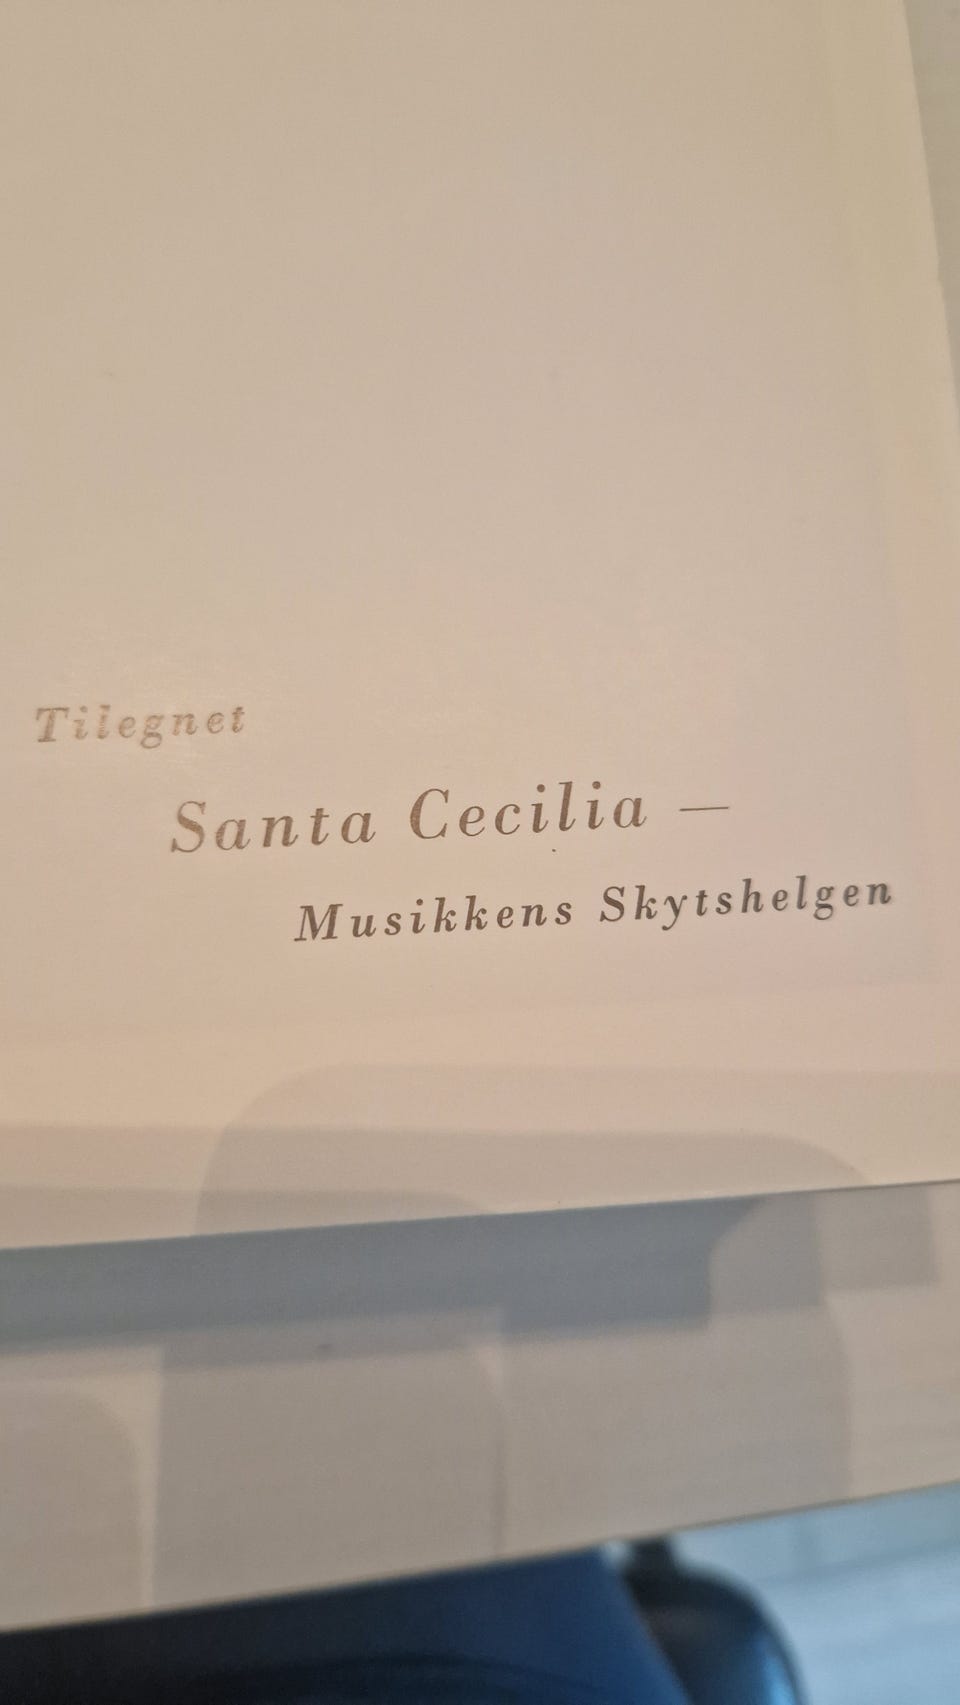 Tilegnet
Santa Cecilia —
Musikkens Skytshelgen